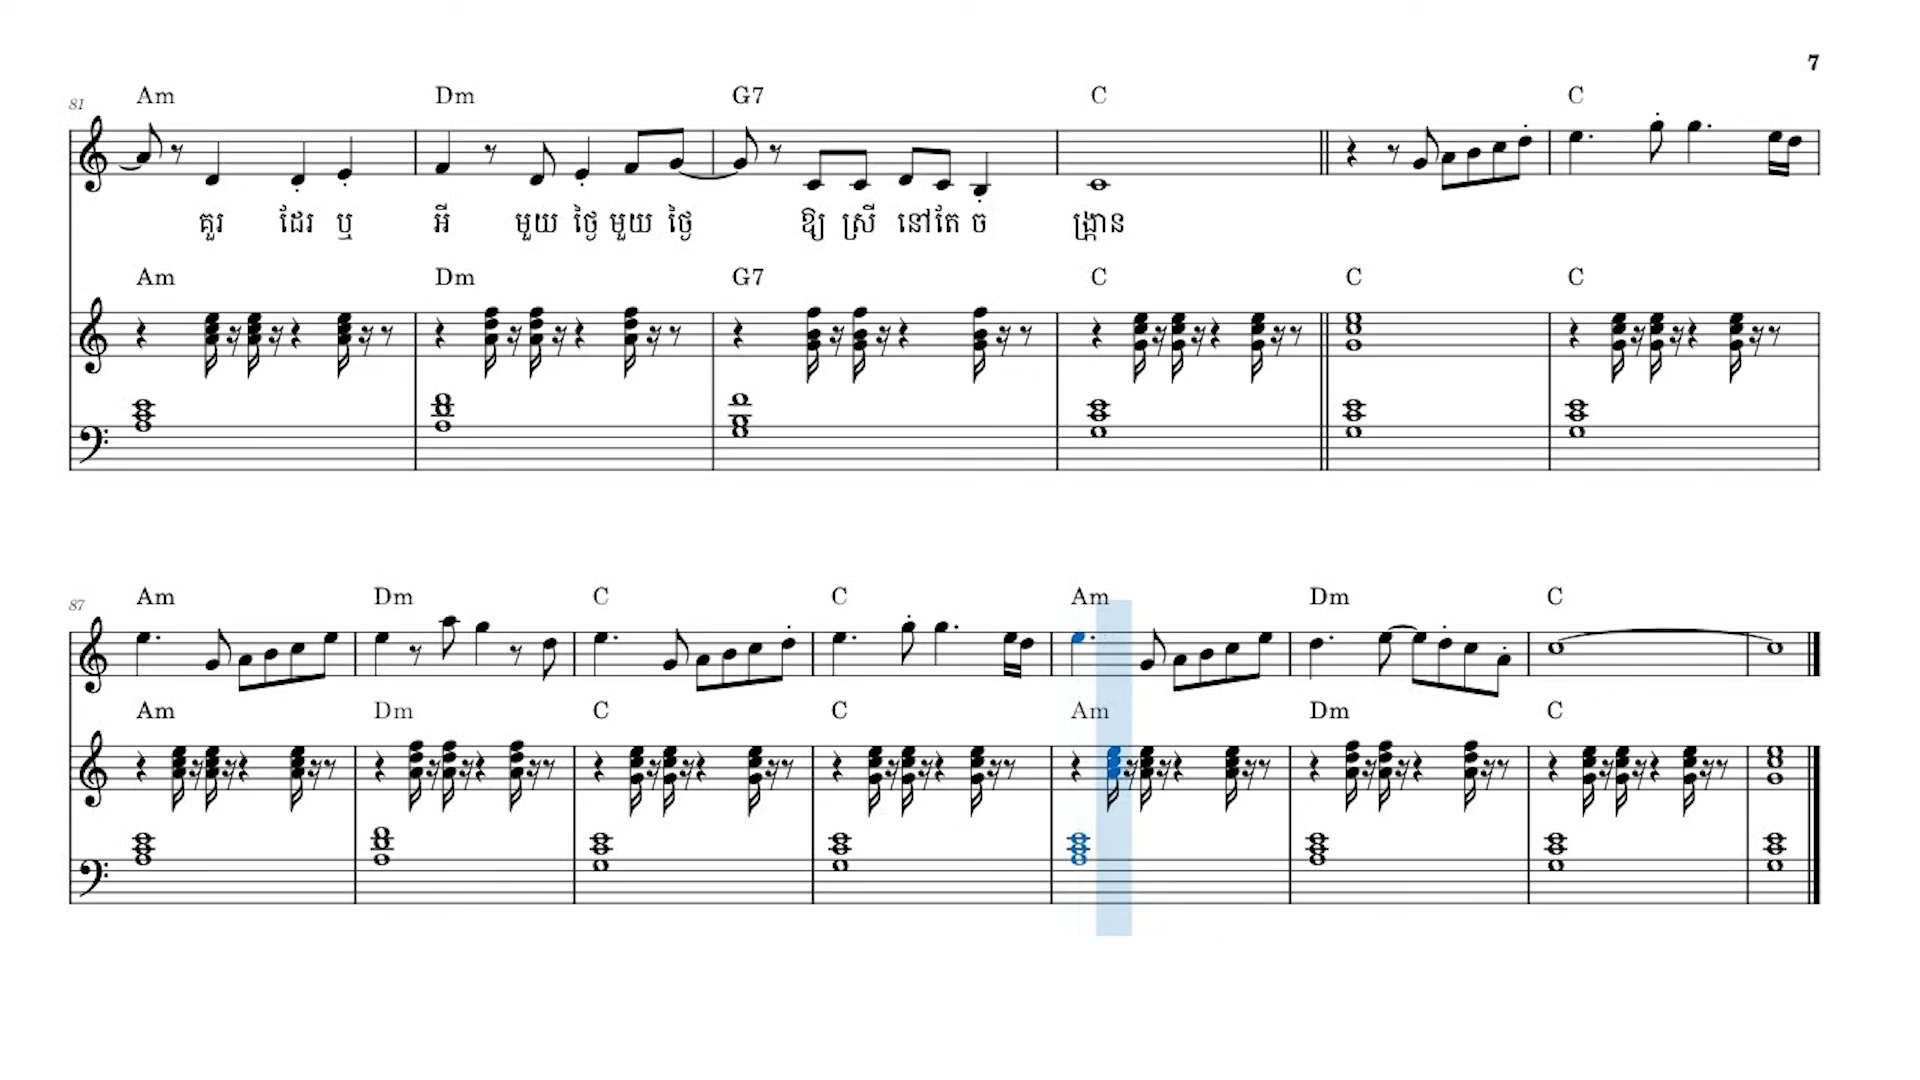 7
81 Am Dm G7 C C
គួរ ដែរ ឬ អី មួយ ថ្ងៃ មួយ ថ្ងៃ ឱ្យ ស្រី នៅតែ ច ង្ក្រាន
Am Dm G7 C C C
87 Am Dm C C Am Dm C
Am Dm C C Am Dm C